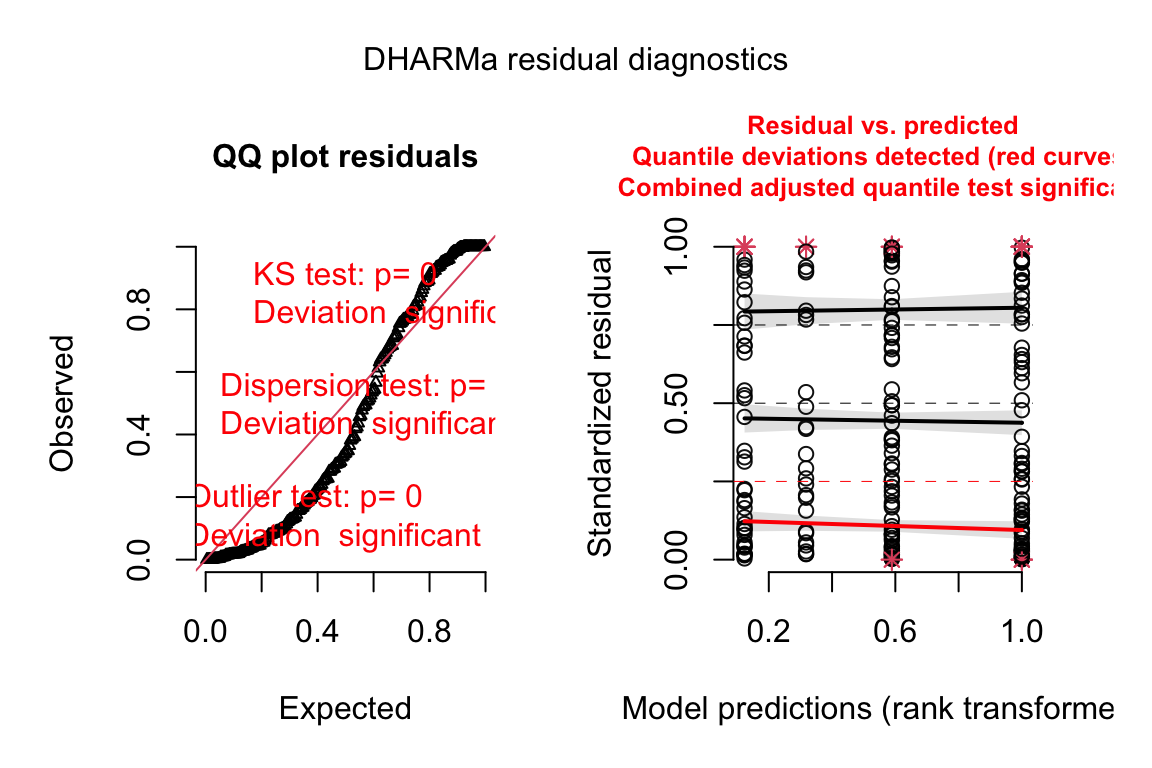 DHARMa residual diagnostics
QQ plot residuals
KS test: p= 0
Deviation significa
Dispersion test: p=
Deviation significan
Outlier test: p= 0
Deviation significant
Observed
0.0 0.4 0.8
0.0 0.4 0.8
Expected
Residual vs. predicted
Quantile deviations detected (red curves
Combined adjusted quantile test significa
Standardized residual
0.00 0.50 1.00
0.2 0.6 1.0
Model predictions (rank transforme